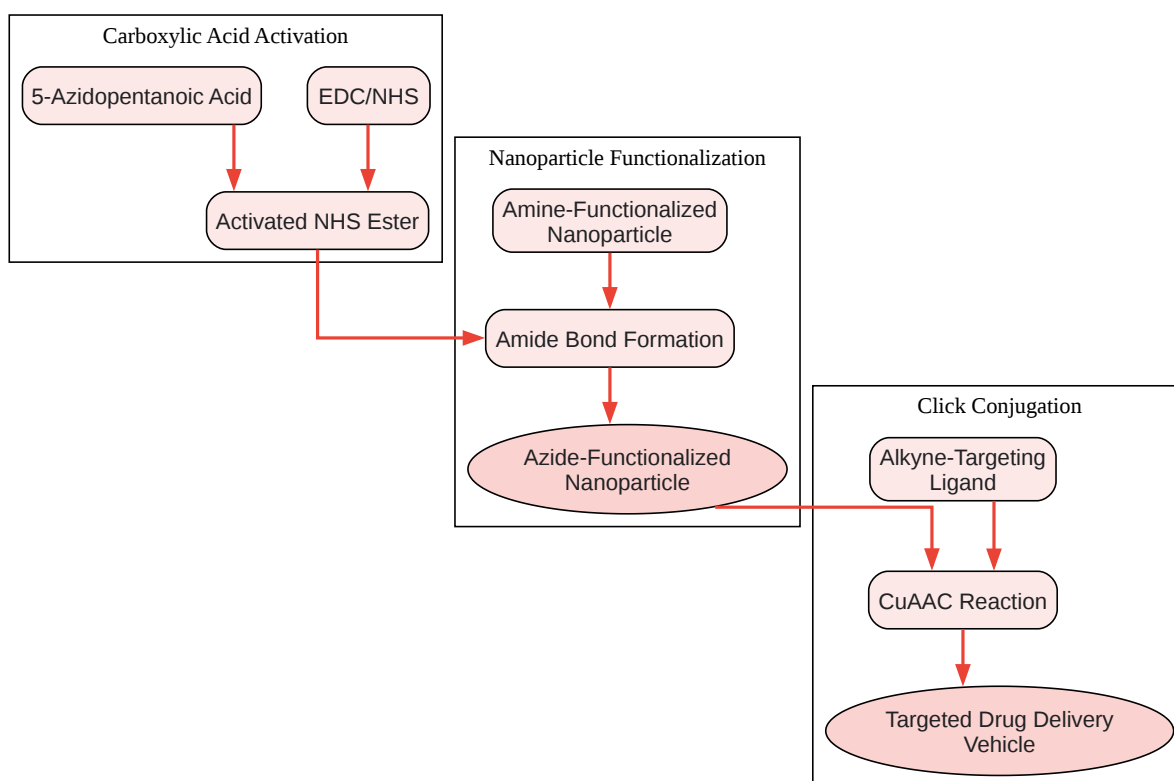 Carboxylic Acid Activation
5-Azidopentanoic Acid
EDC/NHS
Activated NHS Ester
Nanoparticle Functionalization
Amine-Functionalized
Nanoparticle
Amide Bond Formation
Azide-Functionalized
Nanoparticle
Click Conjugation
Alkyne-Targeting
Ligand
CuAAC Reaction
Targeted Drug Delivery
Vehicle